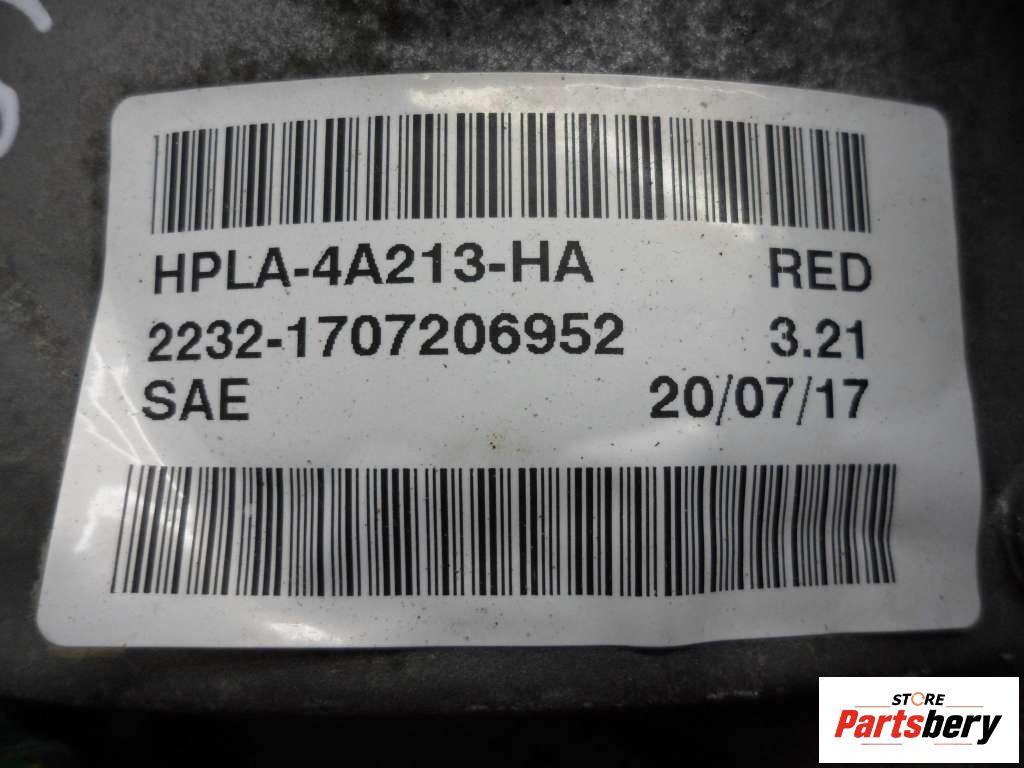 HPLA-4A213-HA RED
2232-1707206952 3.21
SAE 20/07/17
STORE
Partsbery